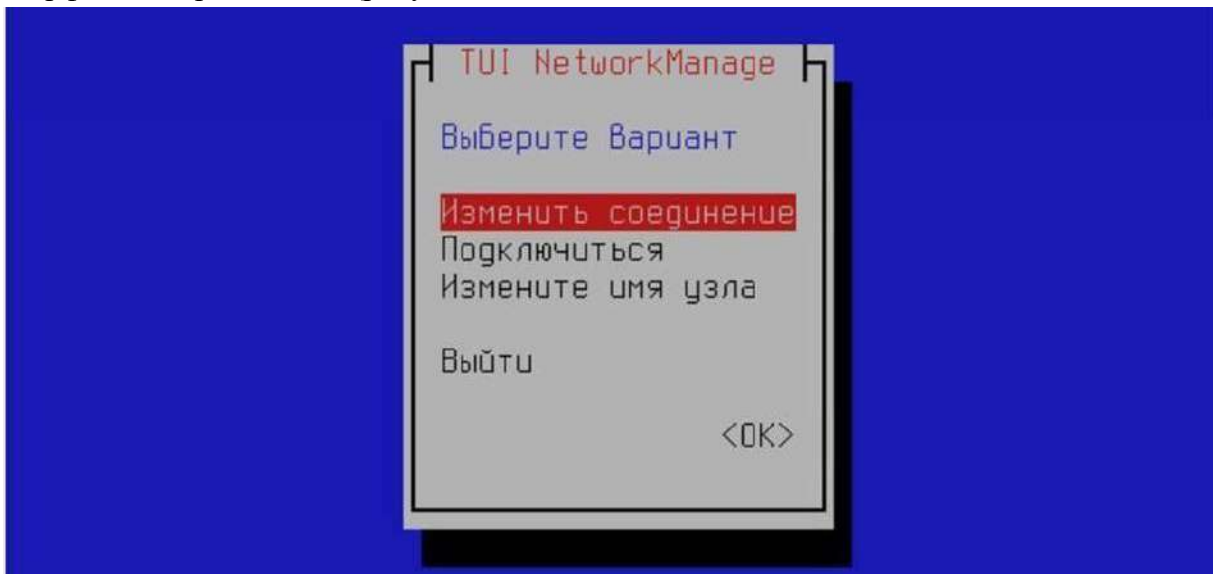 TUI NetworkManage
Выберите Вариант
Изменить соединение
Подключиться
Измените имя узла
Выйти
<OK>